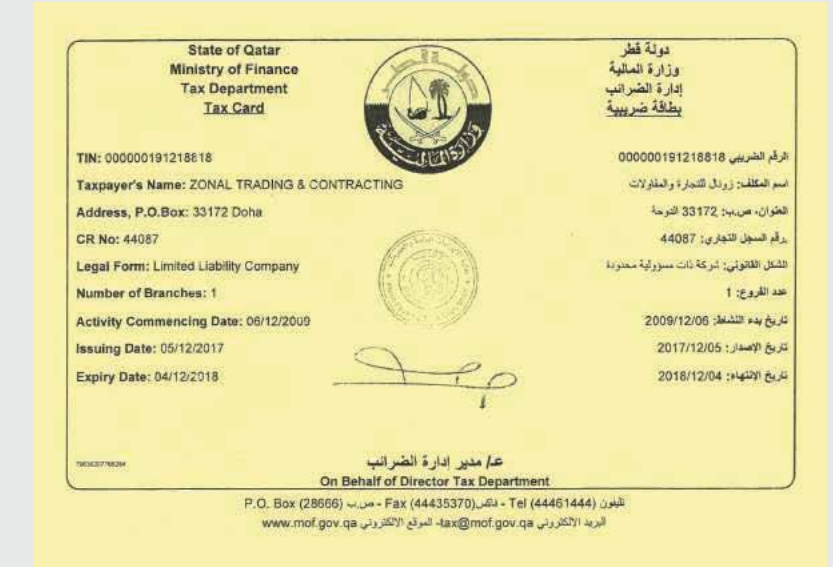 State of Qatar
Ministry of Finance
Tax Department
Tax Card
دولة قطر
وزارة المالية
إدارة الضرائب
بطاقة ضريبية
دولة قطر
وزارة المالية
TIN: 000000191218818
الرقم الضريبي 000000191218818
Taxpayer's Name: ZONAL TRADING & CONTRACTING
اسم المكلف: زونال للتجارة والمقاولات
Address, P.O.Box: 33172 Doha
العنوان، ص.ب: 33172 الدوحة
CR No: 44087
رقم السجل التجاري: 44087
Legal Form: Limited Liability Company
الشكل القانوني: شركة ذات مسؤولية محدودة
Number of Branches: 1
عدد الفروع: 1
Activity Commencing Date: 06/12/2009
تاريخ بدء النشاط: 2009/12/06
Issuing Date: 05/12/2017
تاريخ الإصدار: 2017/12/05
Expiry Date: 04/12/2018
تاريخ الإنتهاء: 2018/12/04
عـ/ مدير إدارة الضرائب
On Behalf of Director Tax Department
تليفون Tel (44461444) - فاكس Fax (44435370) - ص.ب P.O. Box (28666)
البريد الالكتروني tax@mof.gov.qa- الموقع الالكتروني www.mof.gov.qa